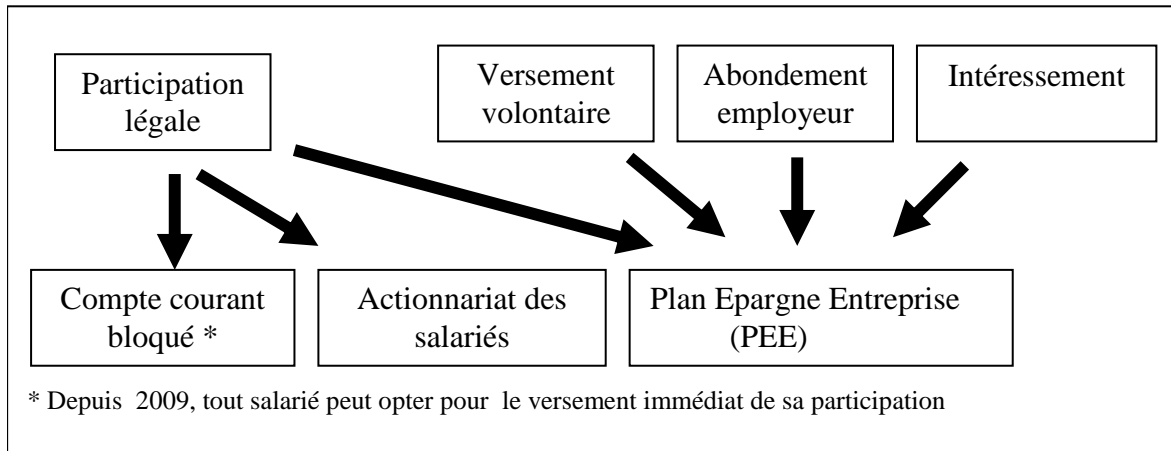 Participation
légale
Versement
volontaire
Abondement
employeur
Intéressement
Compte courant
bloqué *
Actionnariat des
salariés
Plan Epargne Entreprise
(PEE)
* Depuis 2009, tout salarié peut opter pour le versement immédiat de sa participation